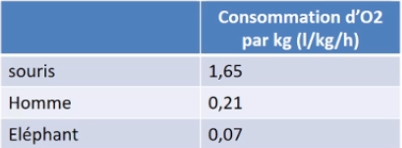 Consommation d'O2
par kg (l/kg/h)
souris 1,65
Homme 0,21
Eléphant 0,07